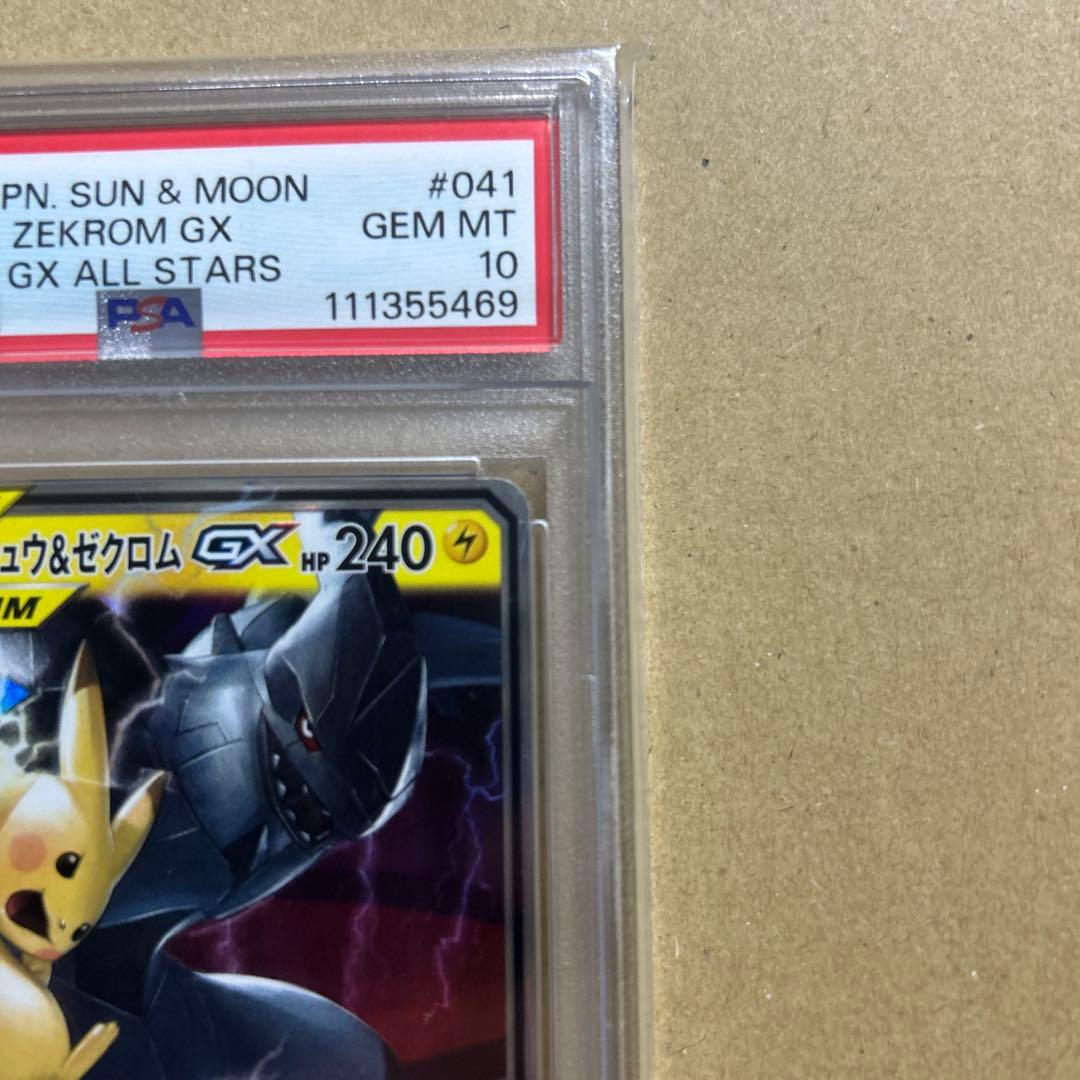 PN. SUN & MOON #041
ZEKROM GX GEM MT
GX ALL STARS 10
PSA 111355469
ュウ&ゼクロム GX HP 240
IM